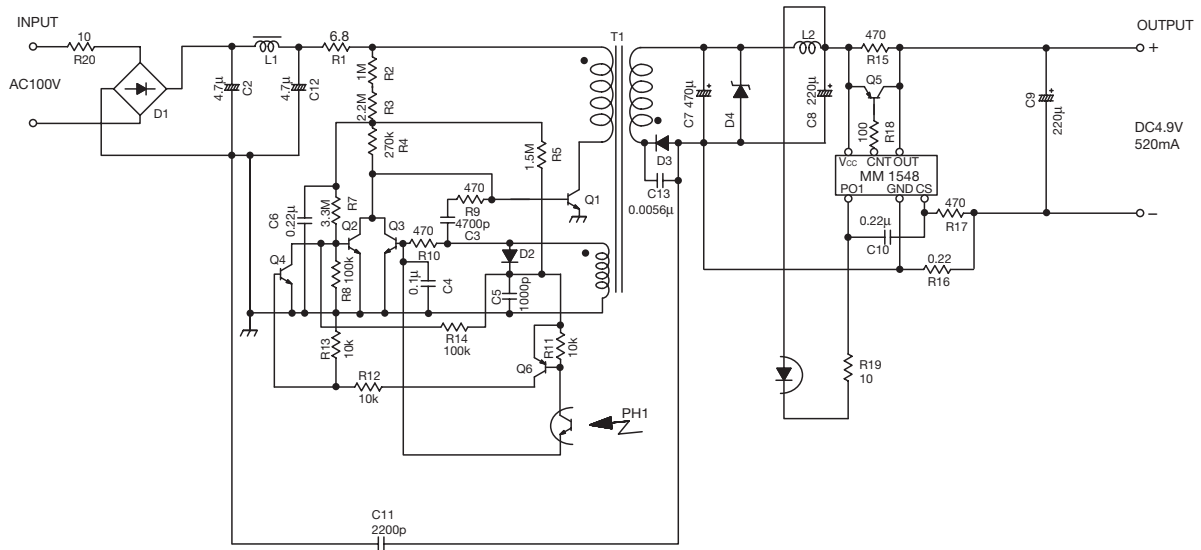 INPUT
10
R20
AC100V
D1
4.7μ
C2
L1
4.7μ
C12
6.8
R1
1M
R2
2.2M
R3
270k
R4
1.5M
R5
T1
Q1
470
R9
4700p
C3
C6
0.22μ
3.3M
R7
Q2
Q3
Q4
R8 100k
470
R10
0.1μ
C4
D2
C5
1000p
R14
100k
R13
10k
R12
10k
R11
10k
Q6
PH1
C11
2200p
C7 470μ
D4
D3
C13
0.0056μ
L2
C8 220μ
470
R15
Q5
100
R18
VCC CNT OUT
MM 1548
PO1 GND CS
0.22μ
C10
470
R17
0.22
R16
R19
10
C9
220μ
OUTPUT
+
DC4.9V
520mA
−